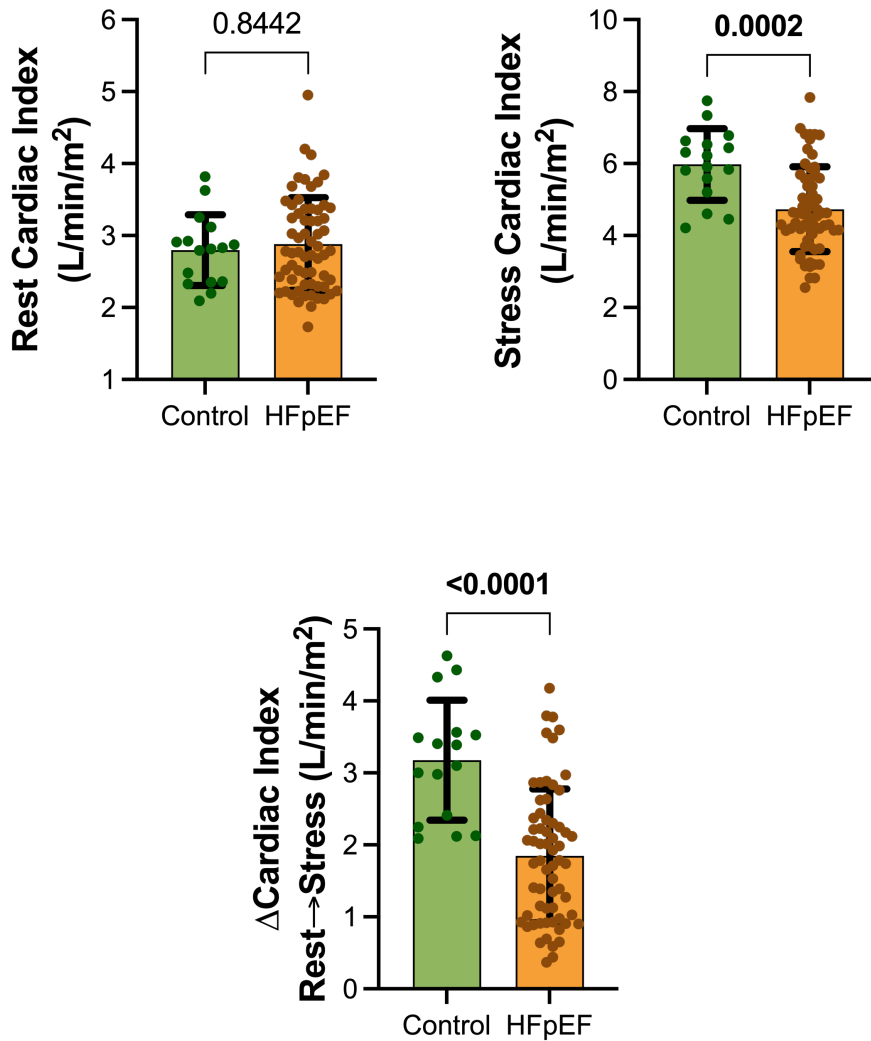 Rest Cardiac Index
(L/min/m²)
6
5
4
3
2
1
0.8442
Control HFpEF
Stress Cardiac Index
(L/min/m²)
10
8
6
4
2
0
0.0002
Control HFpEF
ΔCardiac Index
Rest→Stress (L/min/m²)
5
4
3
2
1
0
<0.0001
Control HFpEF